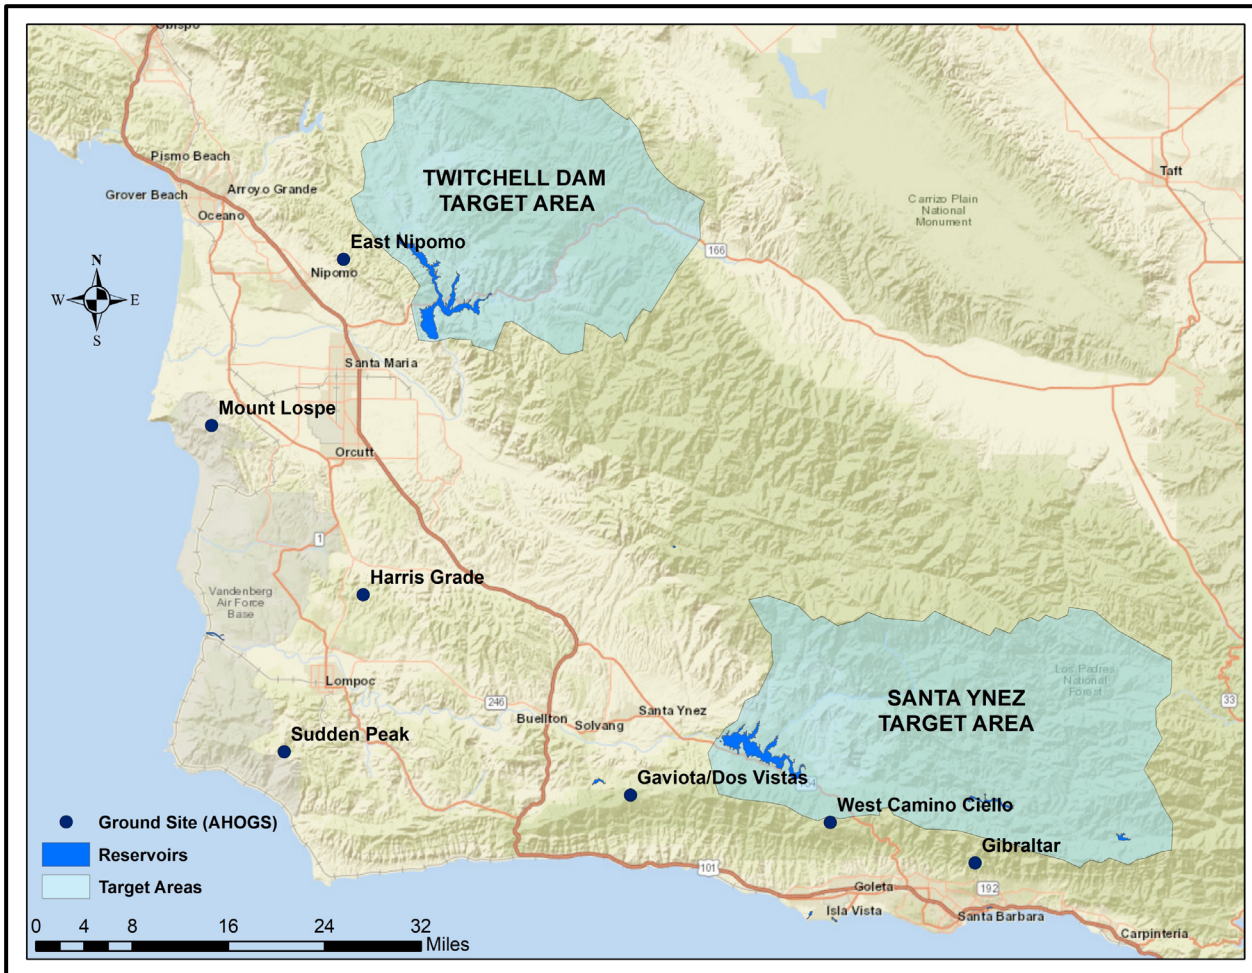 Obispo
Pismo Beach
Grover Beach
Arroyo Grande
Oceano
TWITCHELL DAM
TARGET AREA
Taft
Carrizo Plain
National
Monument
East Nipomo
Nipomo
166
N
W
E
S
Santa Maria
Mount Lospe
Orcutt
1
Harris Grade
Vandenberg
Air Force
Base
Lompoc
246
Buellton
Solvang
Santa Ynez
Los Padres
National
Forest
SANTA YNEZ
TARGET AREA
33
Sudden Peak
Gaviota/Dos Vistas
154
West Camino Ciello
Gibraltar
101
Goleta
192
Isla Vista
Santa Barbara
Carpinteria
Ground Site (AHOGS)
Reservoirs
Target Areas
0 4 8 16 24 32
Miles